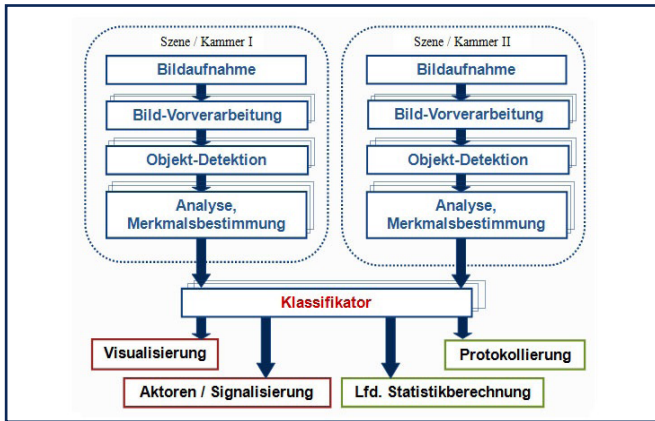 Szene / Kammer I
Bildaufnahme
Bild-Vorverarbeitung
Objekt-Detektion
Analyse,
Merkmalsbestimmung
Szene / Kammer II
Bildaufnahme
Bild-Vorverarbeitung
Objekt-Detektion
Analyse,
Merkmalsbestimmung
Klassifikator
Visualisierung
Protokollierung
Aktoren / Signalisierung
Lfd. Statistikberechnung